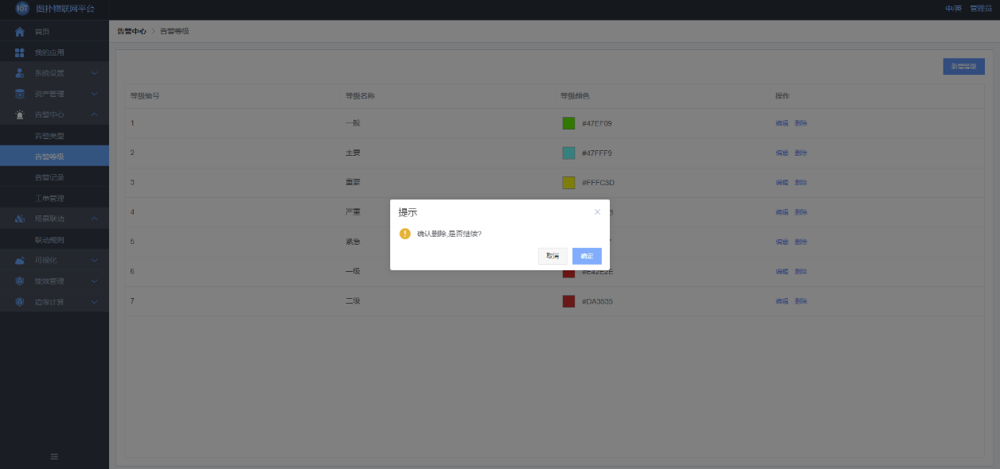 IOT 图扑物联网平台
中/英 管理员
首页
我的应用
系统设置
资产管理
告警中心
告警类型
告警等级
告警记录
工单管理
场景联动
联动规则
可视化
能效管理
边缘计算
告警中心 > 告警等级
新增等级
等级编号 等级名称 等级颜色 操作
1 一般 #47EF09 编辑 删除
2 主要 #47FFF9 编辑 删除
3 重要 #FFFC3D 编辑 删除
4 严重 编辑 删除
5 紧急 编辑 删除
6 一级 #E42E2E 编辑 删除
7 二级 #DA3535 编辑 删除
提示
确认删除,是否继续?
取消 确定